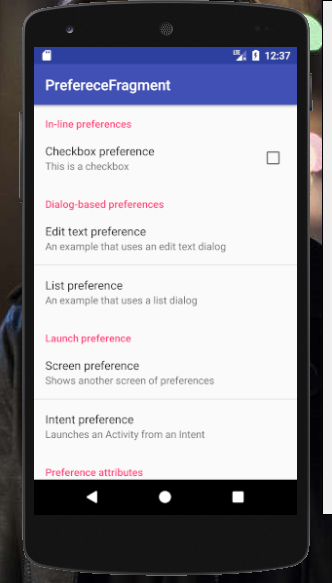 LTE 12:37
PrefereceFragment
In-line preferences
Checkbox preference
This is a checkbox
Dialog-based preferences
Edit text preference
An example that uses an edit text dialog
List preference
An example that uses a list dialog
Launch preference
Screen preference
Shows another screen of preferences
Intent preference
Launches an Activity from an Intent
Preference attributes